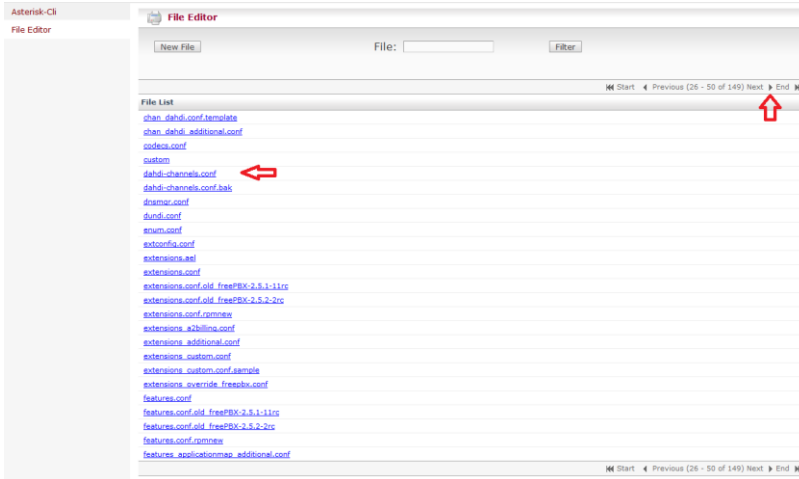 Asterisk-Cli
File Editor
File Editor
New File File: Filter
Start Previous (26 - 50 of 149) Next End
File List
chan_dahdi.conf.template
chan_dahdi_additional.conf
codecs.conf
custom
dahdi-channels.conf
dahdi-channels.conf.bak
dnsmgr.conf
dundi.conf
enum.conf
extconfig.conf
extensions.ael
extensions.conf
extensions.conf.old_freePBX-2.5.1-11rc
extensions.conf.old_freePBX-2.5.2-2rc
extensions.conf.rpmnew
extensions_a2billing.conf
extensions_additional.conf
extensions_custom.conf
extensions_custom.conf.sample
extensions_override_freepbx.conf
features.conf
features.conf.old_freePBX-2.5.1-11rc
features.conf.old_freePBX-2.5.2-2rc
features.conf.rpmnew
features_applicationmap_additional.conf
Start Previous (26 - 50 of 149) Next End